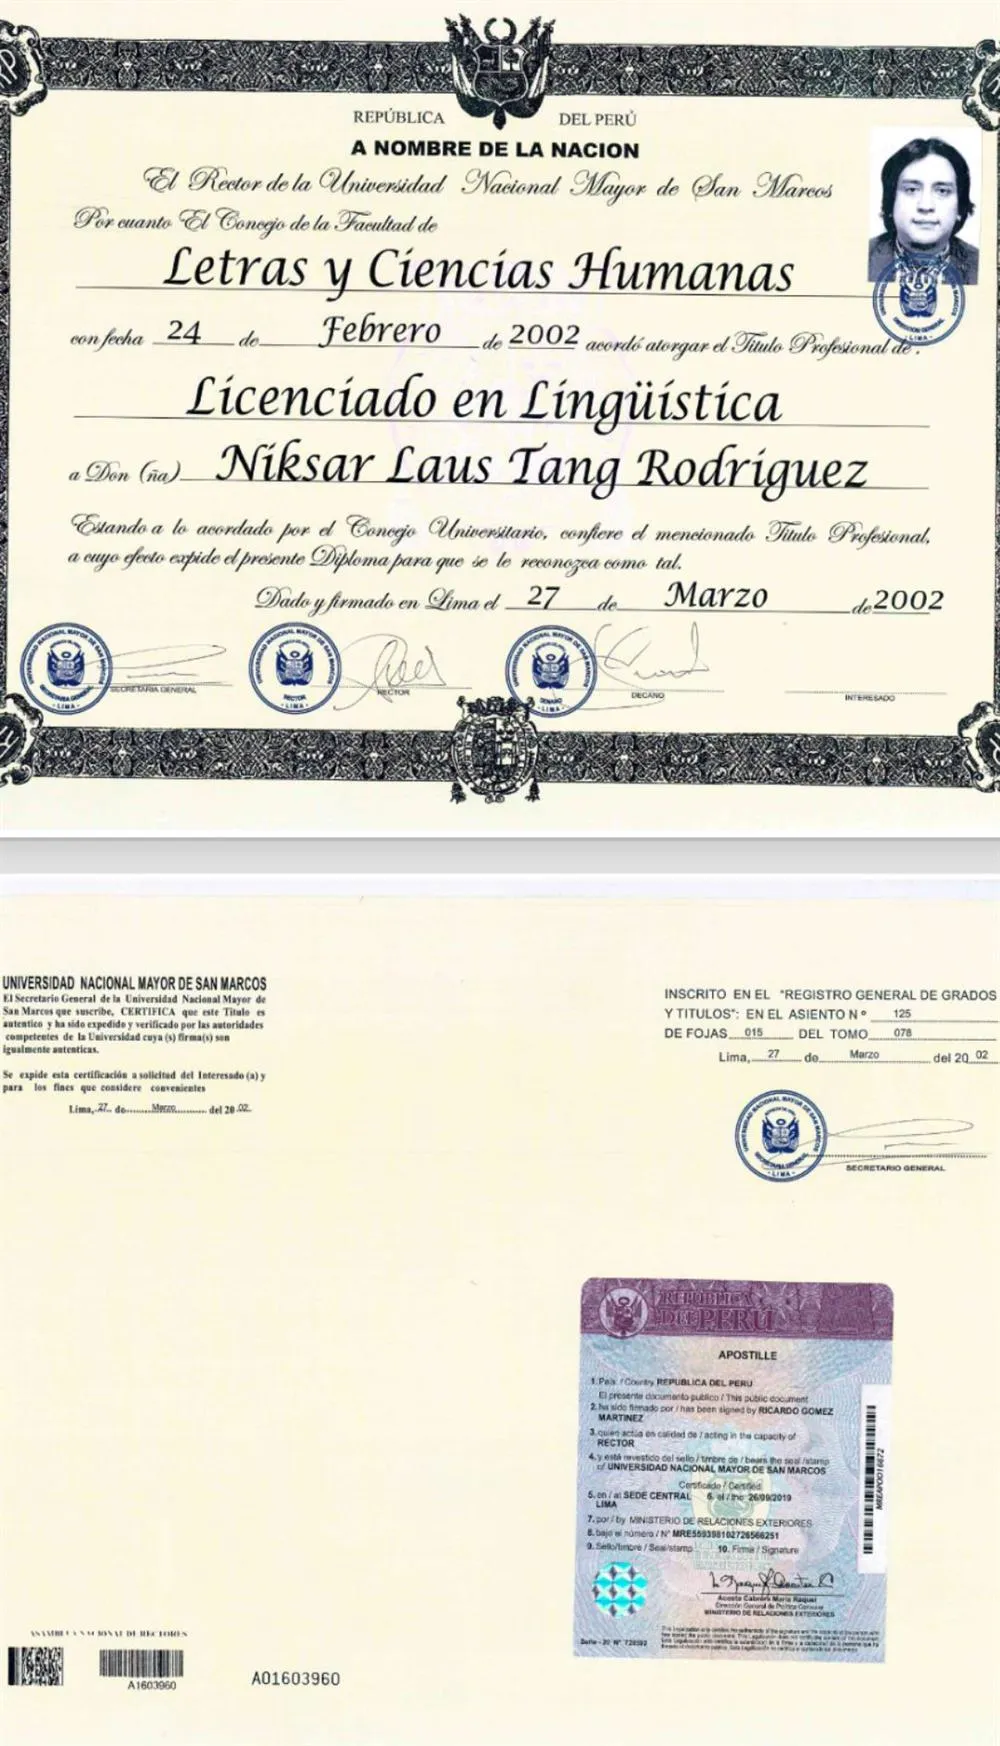 REPÚBLICA DEL PERÚ
A NOMBRE DE LA NACION
El Rector de la Universidad Nacional Mayor de San Marcos
Por cuanto El Concejo de la Facultad de
Letras y Ciencias Humanas
con fecha 24 de Febrero de 2002 acordó atorgar el Título Profesional de :
Licenciado en Lingüística
a Don (ña) Niksar Laus Tang Rodriguez
Estando a lo acordado por el Concejo Universitario, confiere el mencionado Título Profesional,
a cuyo efecto expide el presente Diploma para que se le reconozca como tal.
Dado y firmado en Lima el 27 de Marzo de 2002
SECRETARIA GENERAL RECTOR DECANO INTERESADO
UNIVERSIDAD NACIONAL MAYOR DE SAN MARCOS
El Secretario General de la Universidad Nacional Mayor de
San Marcos que suscribe, CERTIFICA que este Titulo es
autentico y ha sido expedido y verificado por las autoridades
competentes de la Universidad cuya (s) firma(s) son
igualmente autenticas.
Se expide esta certificación a solicitud del Interesado (a) y
para los fines que considere convenientes
Lima, 27 de Marzo del 20 02
INSCRITO EN EL "REGISTRO GENERAL DE GRADOS
Y TITULOS": EN EL ASIENTO Nº 125
DE FOJAS 015 DEL TOMO 078
Lima, 27 de Marzo del 20 02
SECRETARIO GENERAL
REPÚBLICA
DEL PERÚ
APOSTILLE
1. País / Country REPUBLICA DEL PERU
El presente documento público / This public document
2. ha sido firmado por / has been signed by RICARDO GOMEZ
MARTINEZ
3. quien actúa en calidad de / acting in the capacity of
RECTOR
4. y está revestido del sello / timbre de / bears the seal /stamp
of UNIVERSIDAD NACIONAL MAYOR DE SAN MARCOS
Certificado / Certified
5. en / at SEDE CENTRAL 6. el / the 26/09/2019
LIMA
7. por / by MINISTERIO DE RELACIONES EXTERIORES
8. bajo el número / N° MRE559398102726566251
9. Sello/timbre / Seal/stamp 10. Firma / Signature
Acosta Cabrera Maria Raquel
Dirección General de Política Consular
MINISTERIO DE RELACIONES EXTERIORES
ASAMBLEA NACIONAL DE RECTORES
A1603960
A01603960